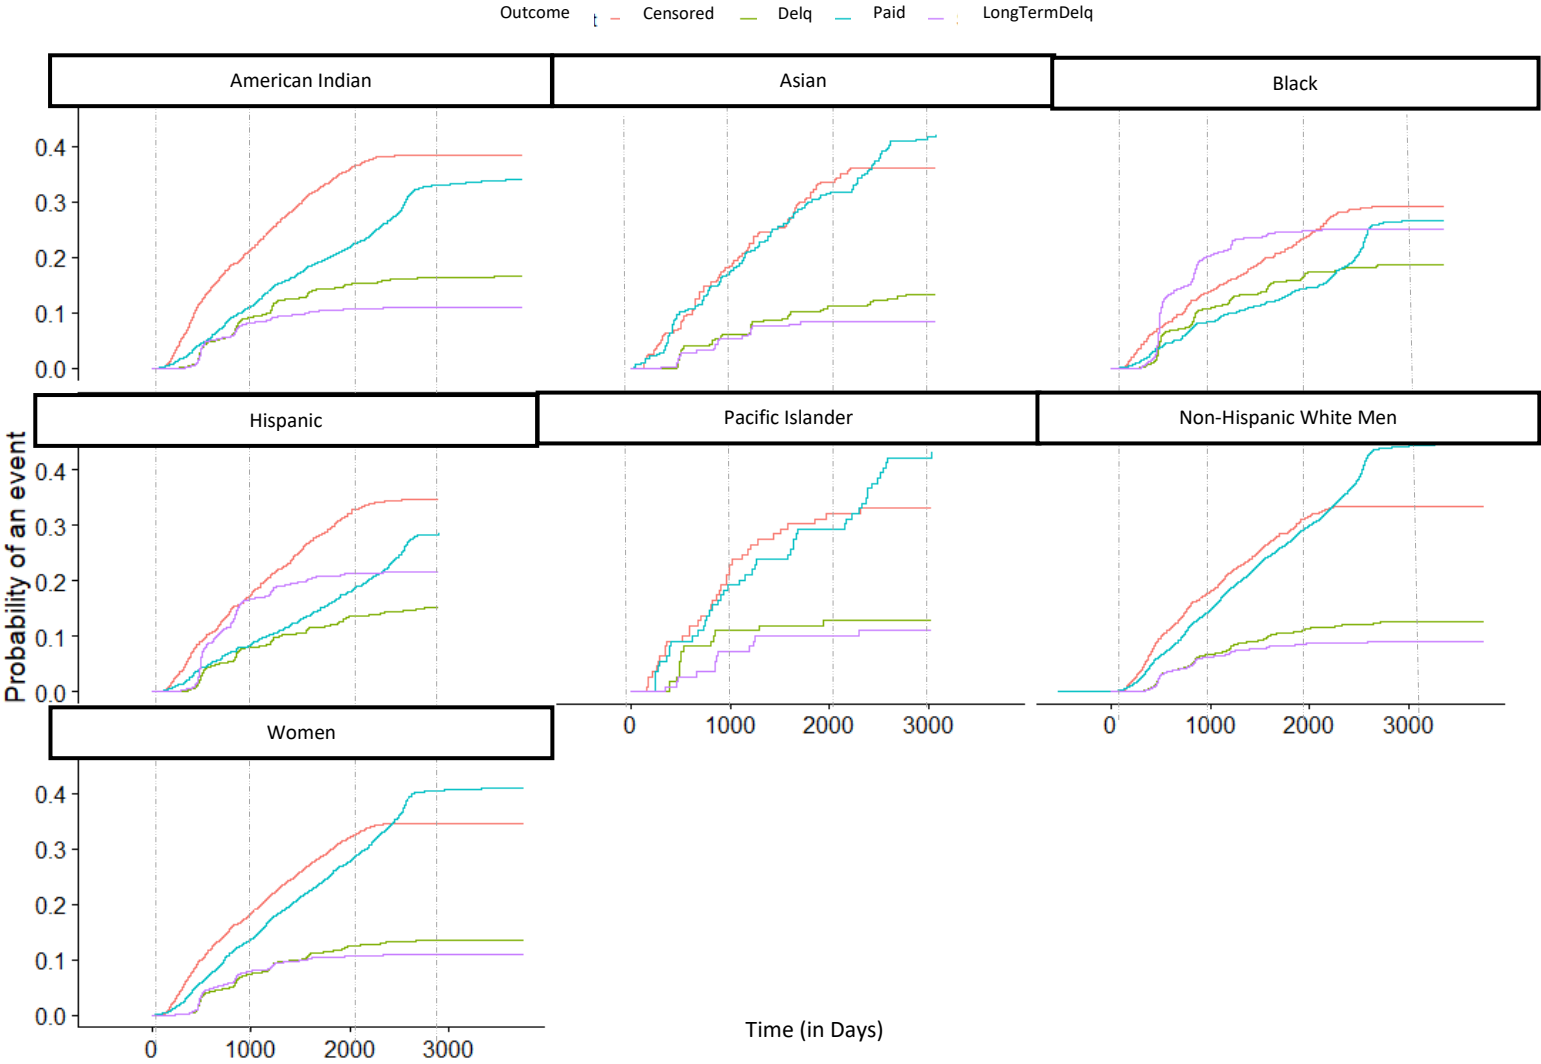 Outcome t Censored Delq Paid LongTermDelq
American Indian Asian Black
0.4
0.3
0.2
0.1
0.0
Hispanic Pacific Islander Non-Hispanic White Men
Probability of an event
0.4
0.3
0.2
0.1
0.0
0 1000 2000 3000 0 1000 2000 3000
Women
0.4
0.3
0.2
0.1
0.0
0 1000 2000 3000
Time (in Days)